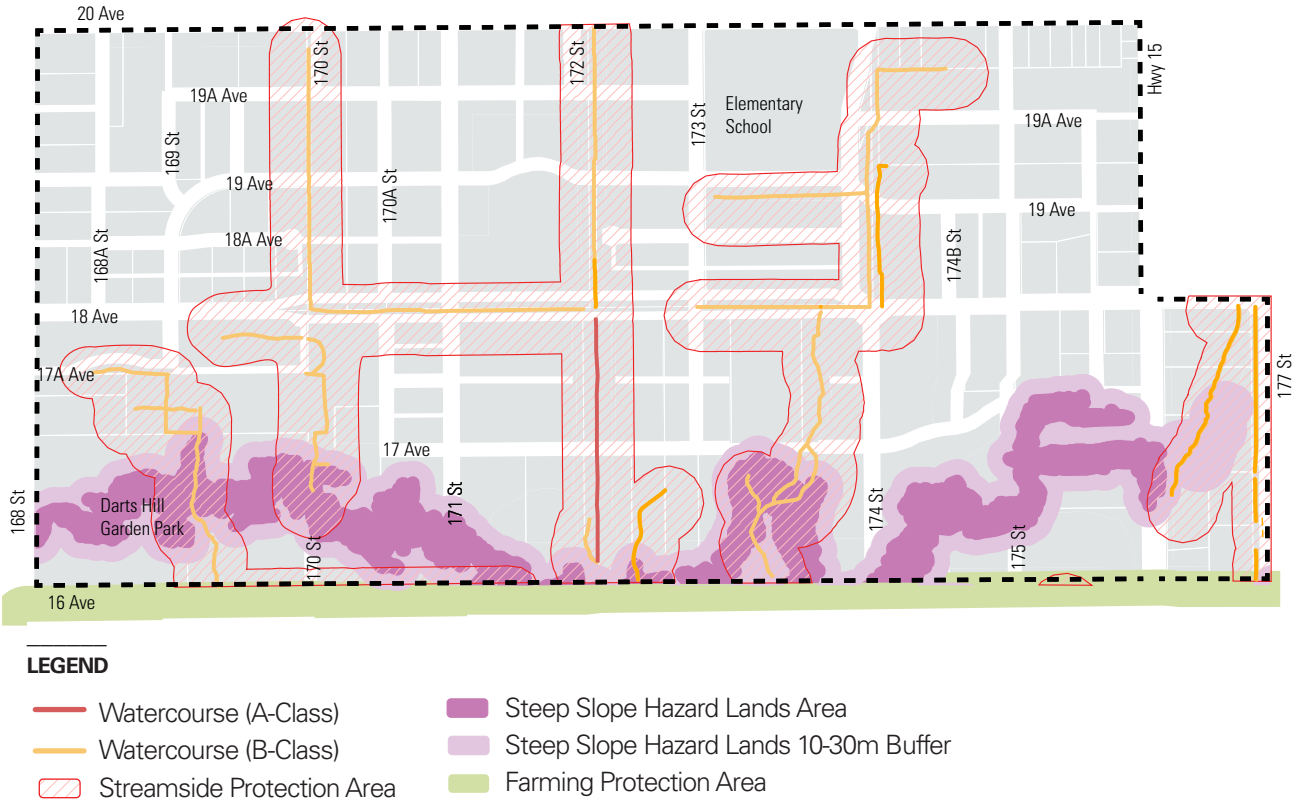 20 Ave
170 St
172 St
Hwy 15
19A Ave
Elementary
School
173 St
19A Ave
169 St
19 Ave
170A St
19 Ave
168A St
18A Ave
174B St
18 Ave
17A Ave
177 St
17 Ave
168 St
Darts Hill
Garden Park
171 St
174 St
170 St
175 St
16 Ave
LEGEND
Watercourse (A-Class)
Watercourse (B-Class)
Streamside Protection Area
Steep Slope Hazard Lands Area
Steep Slope Hazard Lands 10-30m Buffer
Farming Protection Area